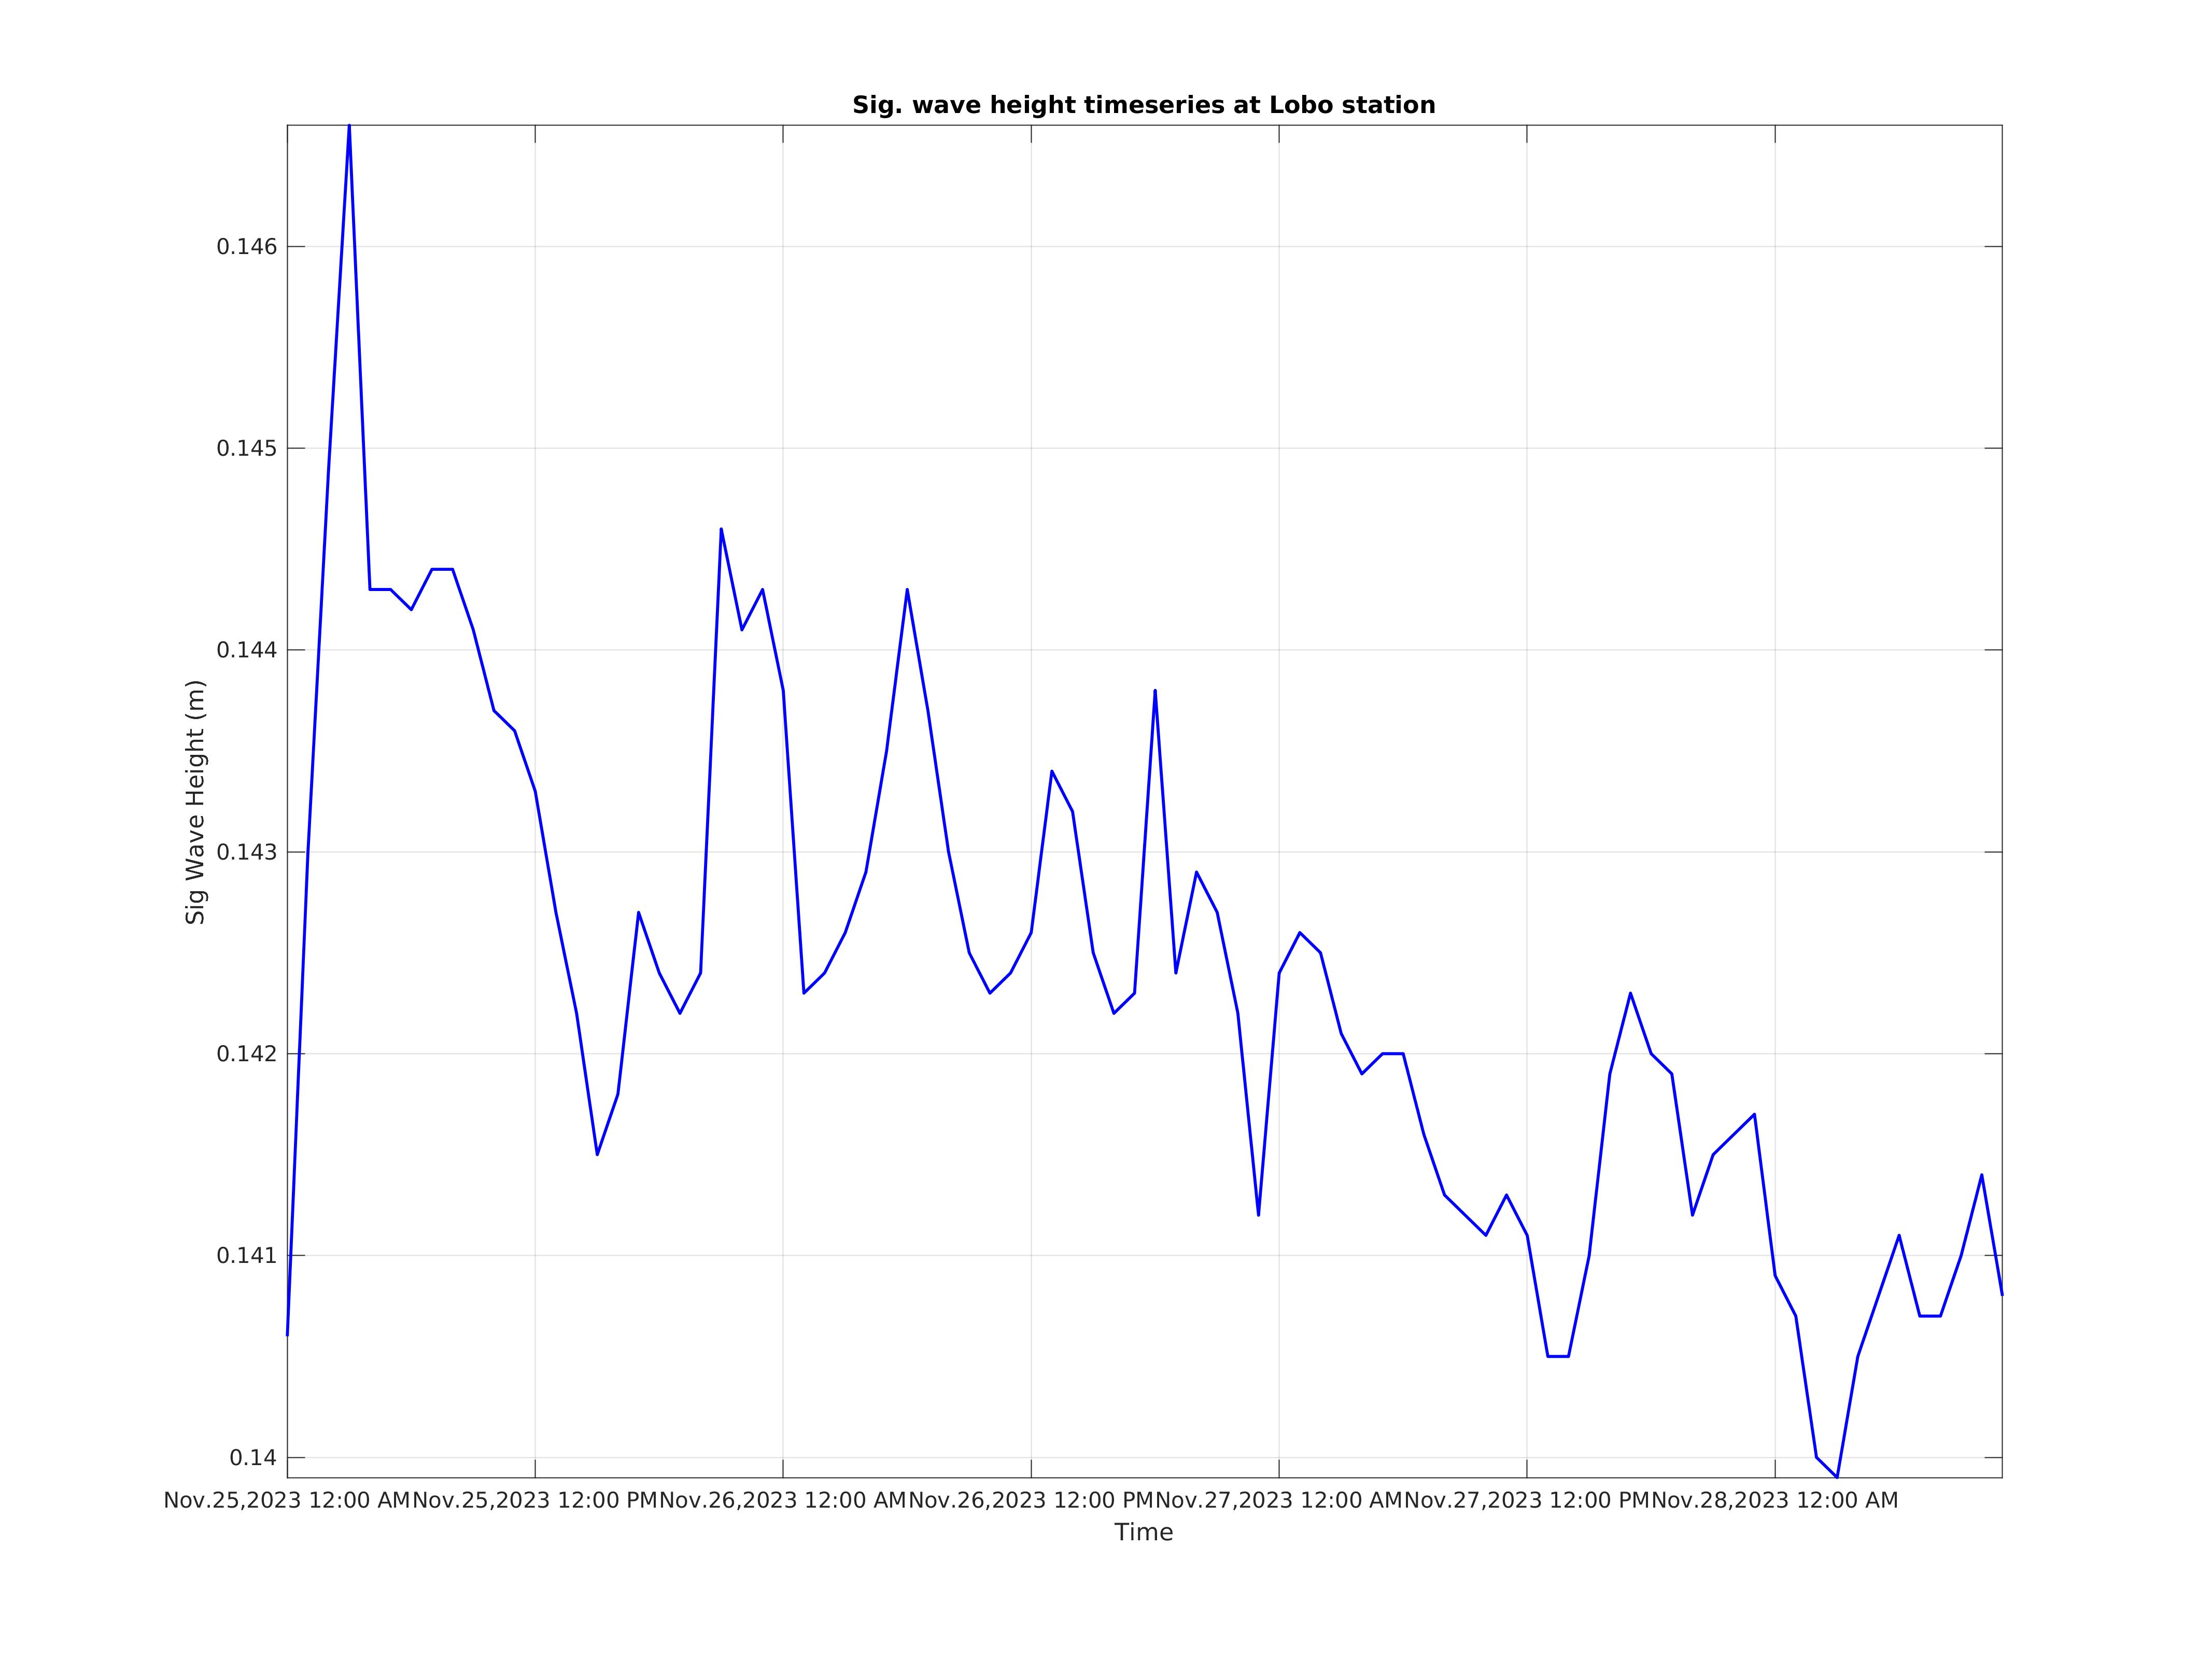 Sig. wave height timeseries at Lobo station
0.146
0.145
0.144
0.143
0.142
0.141
0.14
Sig Wave Height (m)
Nov.25,2023 12:00 AM
Nov.25,2023 12:00 PM
Nov.26,2023 12:00 AM
Nov.26,2023 12:00 PM
Nov.27,2023 12:00 AM
Nov.27,2023 12:00 PM
Nov.28,2023 12:00 AM
Time